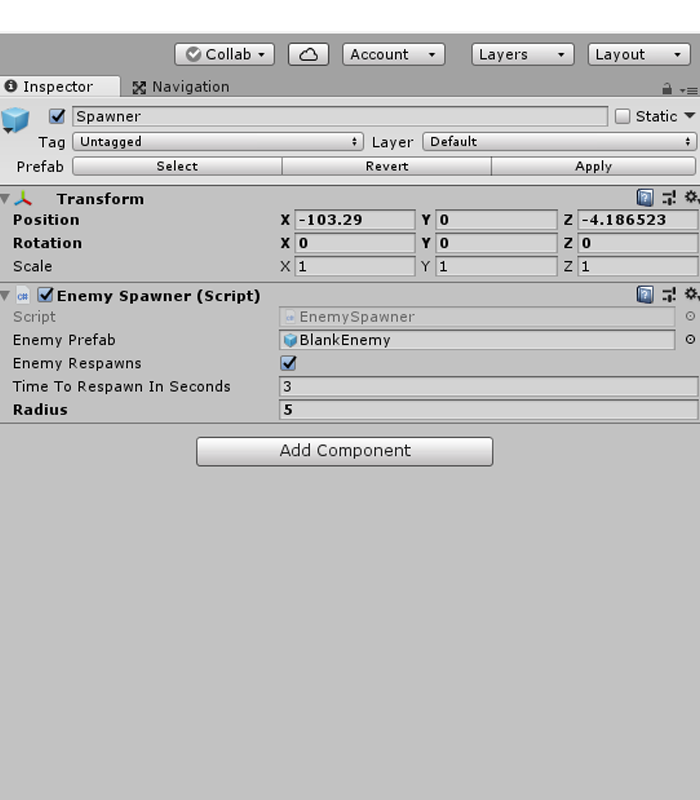 Collab Account Layers Layout
Inspector Navigation
Spawner Static
Tag Untagged Layer Default
Prefab Select Revert Apply
Transform
Position X -103.29 Y 0 Z -4.186523
Rotation X 0 Y 0 Z 0
Scale X 1 Y 1 Z 1
c# Enemy Spawner (Script)
Script EnemySpawner
Enemy Prefab BlankEnemy
Enemy Respawns
Time To Respawn In Seconds 3
Radius 5
Add Component